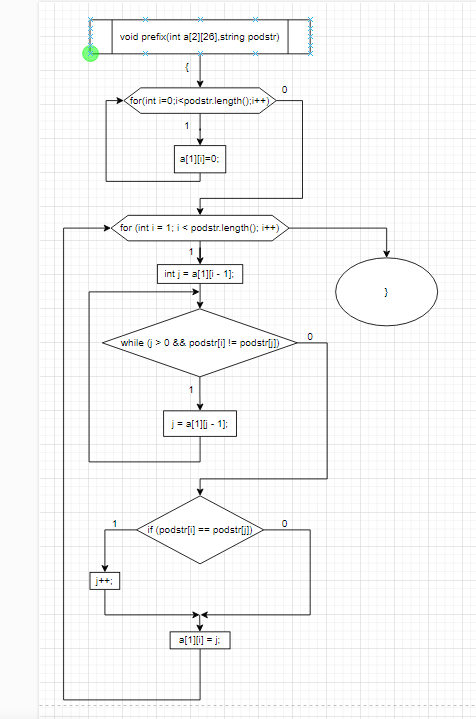 void prefix(int a[2][26],string podstr)
{
0
for(int i=0;i<podstr.length();i++)
1
a[1][i]=0;
for (int i = 1; i < podstr.length(); i++)
1
int j = a[1][i - 1];
}
0
while (j > 0 && podstr[i] != podstr[j])
1
j = a[1][j - 1];
1
0
if (podstr[i] == podstr[j])
j++;
a[1][i] = j;